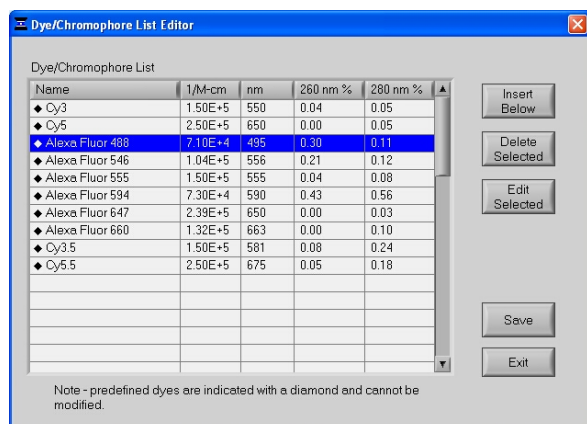 Dye/Chromophore List Editor
Dye/Chromophore List
Name 1/M-cm nm 260 nm % 280 nm %
◆ Cy3 1.50E+5 550 0.04 0.05
◆ Cy5 2.50E+5 650 0.00 0.05
◆ Alexa Fluor 488 7.10E+4 495 0.30 0.11
◆ Alexa Fluor 546 1.04E+5 556 0.21 0.12
◆ Alexa Fluor 555 1.50E+5 555 0.04 0.08
◆ Alexa Fluor 594 7.30E+4 590 0.43 0.56
◆ Alexa Fluor 647 2.39E+5 650 0.00 0.03
◆ Alexa Fluor 660 1.32E+5 663 0.00 0.10
◆ Cy3.5 1.50E+5 581 0.08 0.24
◆ Cy5.5 2.50E+5 675 0.05 0.18
Insert
Below
Delete
Selected
Edit
Selected
Save
Exit
Note - predefined dyes are indicated with a diamond and cannot be
modified.